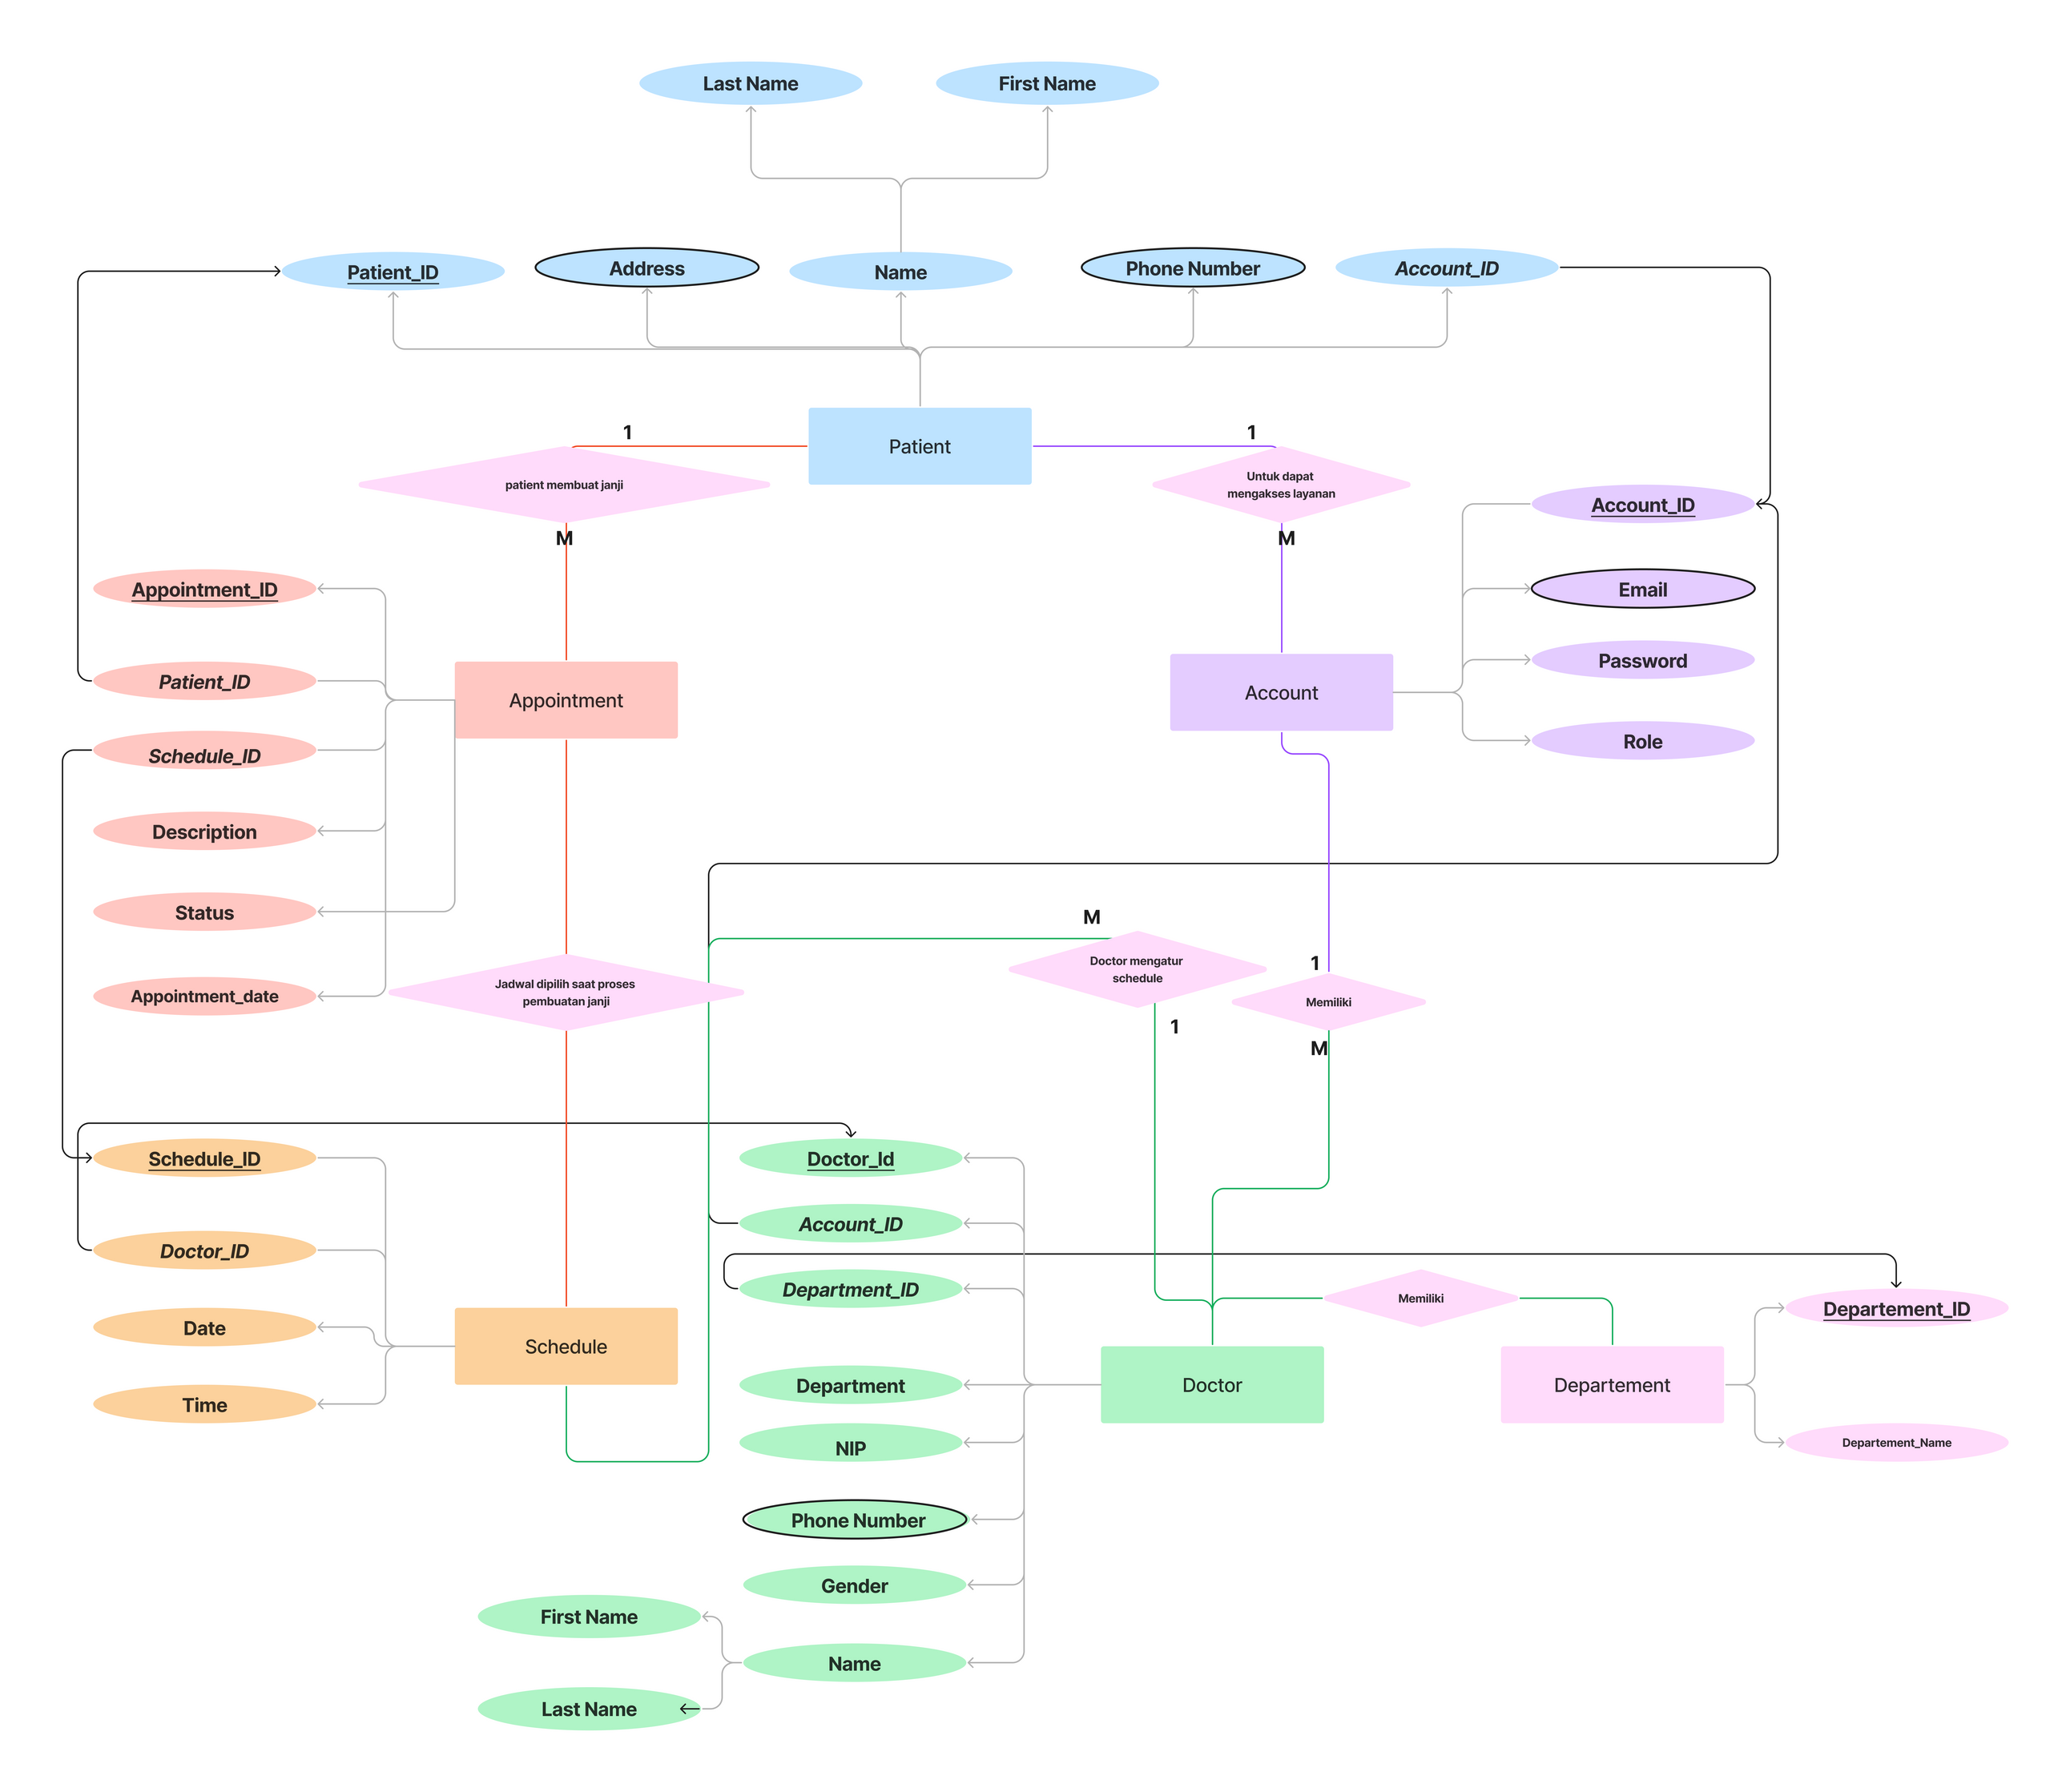 Last Name
First Name
Patient_ID
Address
Name
Phone Number
Account_ID
1
Patient
1
patient membuat janji
Untuk dapat
mengakses layanan
M
M
Account_ID
Appointment_ID
Email
Patient_ID
Appointment
Account
Password
Schedule_ID
Role
Description
Status
M
Appointment_date
Jadwal dipilih saat proses
pembuatan janji
Doctor mengatur
schedule
1
Memiliki
1
M
Schedule_ID
Doctor_Id
Account_ID
Doctor_ID
Department_ID
Memiliki
Departement_ID
Date
Schedule
Department
Doctor
Departement
Time
NIP
Departement_Name
Phone Number
Gender
First Name
Name
Last Name